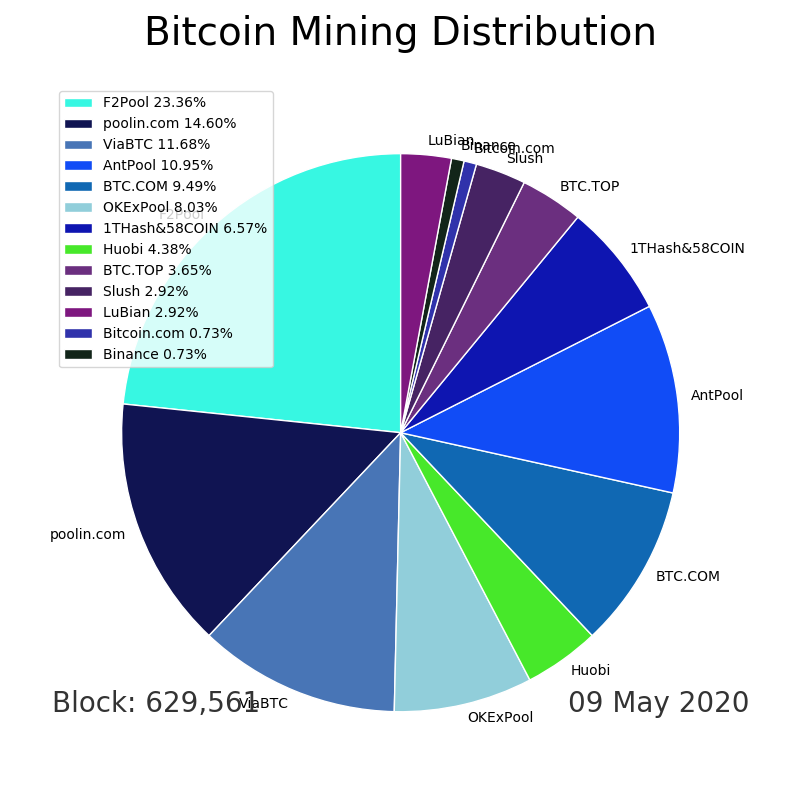 Bitcoin Mining Distribution
F2Pool 23.36%
poolin.com 14.60%
ViaBTC 11.68%
AntPool 10.95%
BTC.COM 9.49%
OKExPool 8.03%
1THash&58COIN 6.57%
Huobi 4.38%
BTC.TOP 3.65%
Slush 2.92%
LuBian 2.92%
Bitcoin.com 0.73%
Binance 0.73%
F2Pool
LuBian
Binance
Bitcoin.com
Slush
BTC.TOP
1THash&58COIN
AntPool
poolin.com
BTC.COM
Huobi
ViaBTC
OKExPool
Block: 629,561
09 May 2020